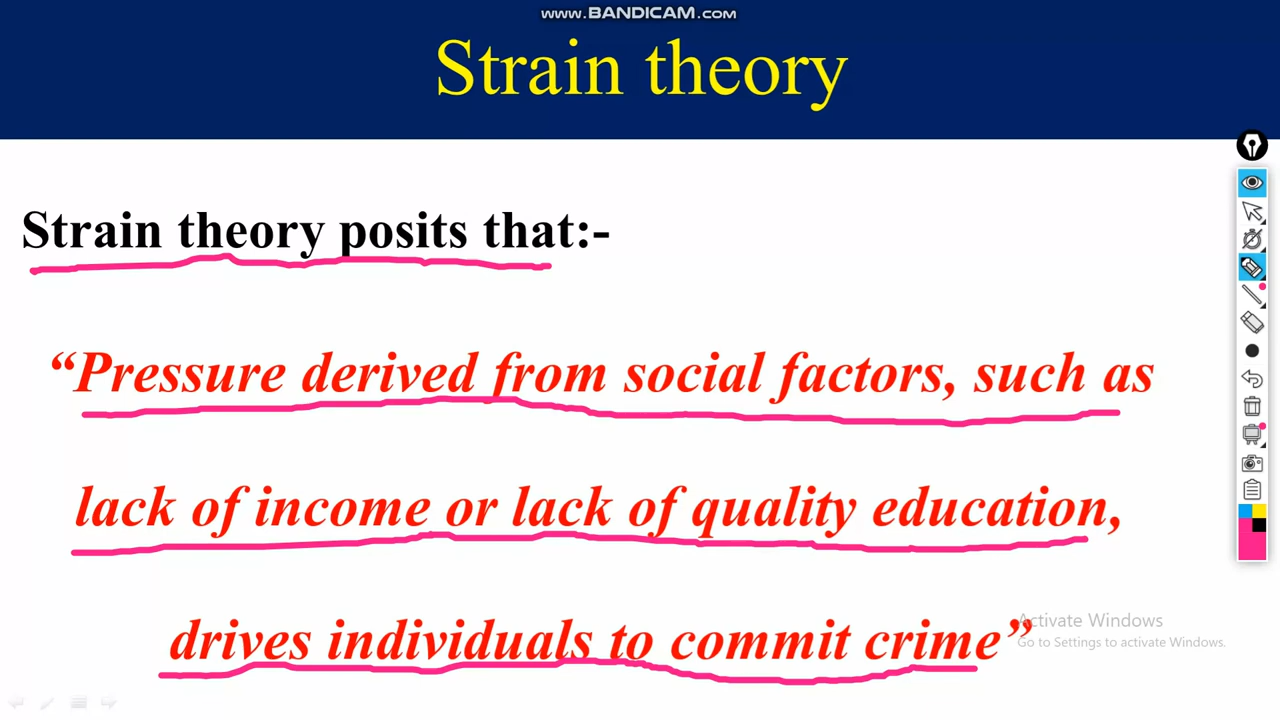 www.BANDICAM.com
Strain theory
Strain theory posits that:-
“Pressure derived from social factors, such as
lack of income or lack of quality education,
drives individuals to commit crime”
Activate Windows
Go to Settings to activate Windows.